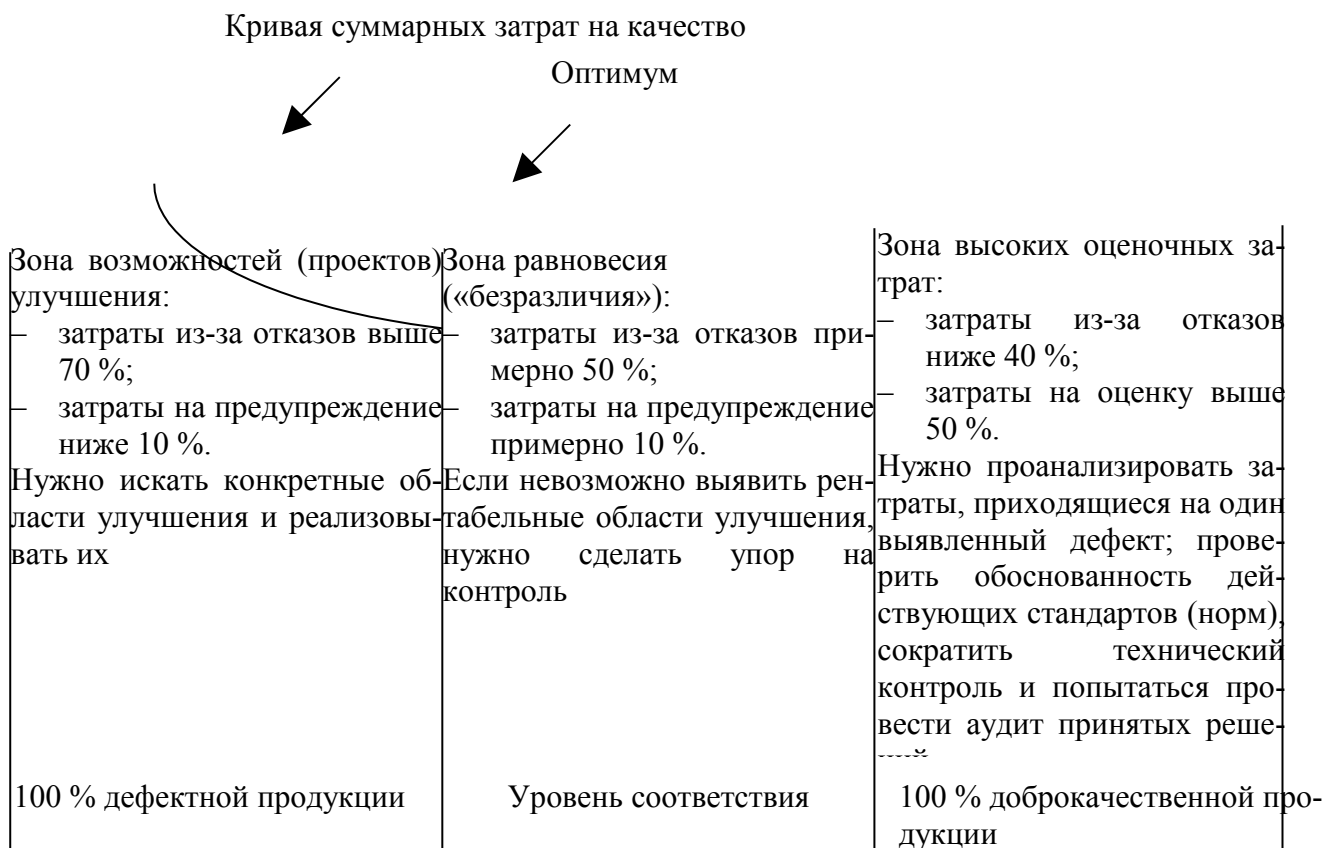 Кривая суммарных затрат на качество
Оптимум
Зона возможностей (проектов)
улучшения:
– затраты из-за отказов выше
70 %;
– затраты на предупреждение
ниже 10 %.
Нужно искать конкретные об-
ласти улучшения и реализовы-
вать их
Зона равновесия
(«безразличия»):
– затраты из-за отказов при-
мерно 50 %;
– затраты на предупреждение
примерно 10 %.
Если невозможно выявить рен-
табельные области улучшения,
нужно сделать упор на
контроль
Зона высоких оценочных за-
трат:
– затраты из-за отказов
ниже 40 %;
– затраты на оценку выше
50 %.
Нужно проанализировать за-
траты, приходящиеся на один
выявленный дефект; прове-
рить обоснованность дей-
ствующих стандартов (норм),
сократить технический
контроль и попытаться про-
вести аудит принятых реше-
100 % дефектной продукции
Уровень соответствия
100 % доброкачественной про-
дукции